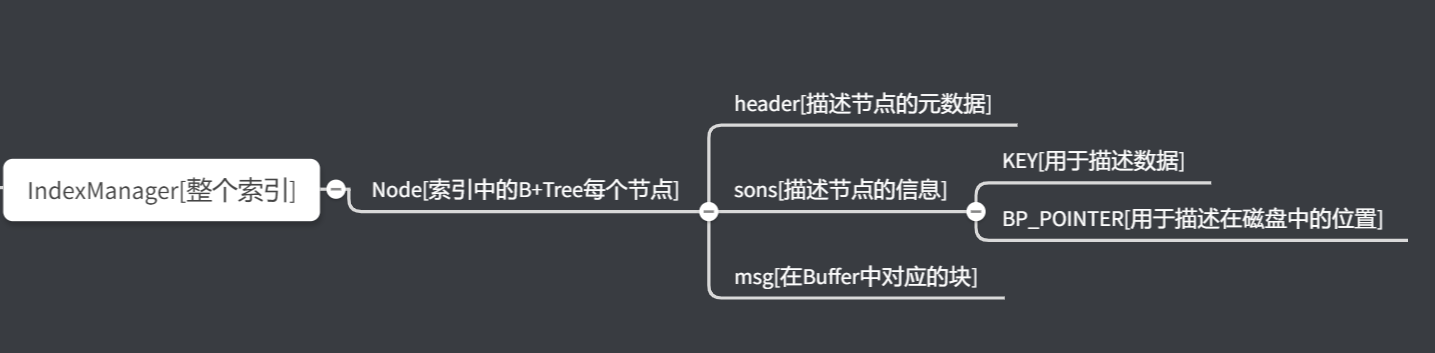 IndexManager[整个索引]
Node[索引中的B+Tree每个节点]
header[描述节点的元数据]
sons[描述节点的信息]
KEY[用于描述数据]
BP_POINTER[用于描述在磁盘中的位置]
msg[在Buffer中对应的块]